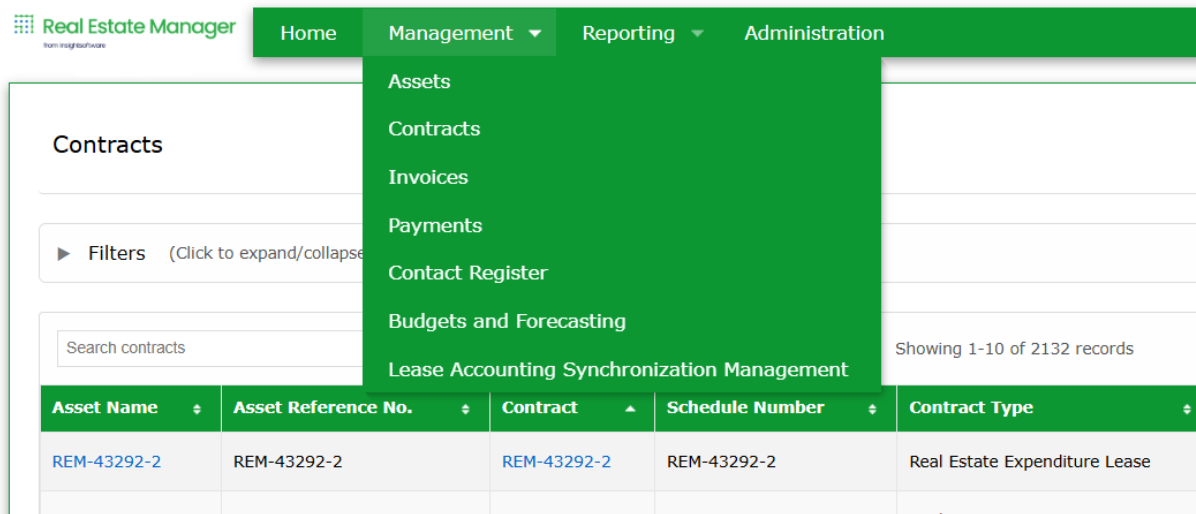 Real Estate Manager
from insightsoftware
Home Management Reporting Administration
Assets
Contracts
Contracts
Invoices
Payments
Filters (Click to expand/collapse
Contact Register
Budgets and Forecasting
Search contracts
Showing 1-10 of 2132 records
Lease Accounting Synchronization Management
Asset Name Asset Reference No. Contract Schedule Number Contract Type
REM-43292-2 REM-43292-2 REM-43292-2 REM-43292-2 Real Estate Expenditure Lease